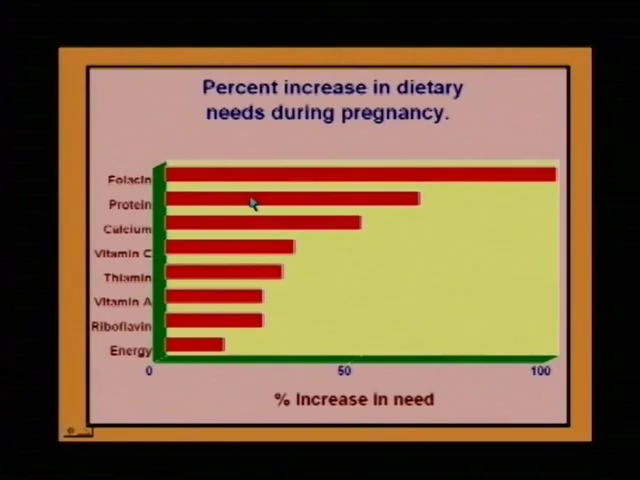 Percent increase in dietary
needs during pregnancy.
Folacin
Protein
Calcium
Vitamin C
Thiamin
Vitamin A
Riboflavin
Energy
0 50 100
% Increase in need